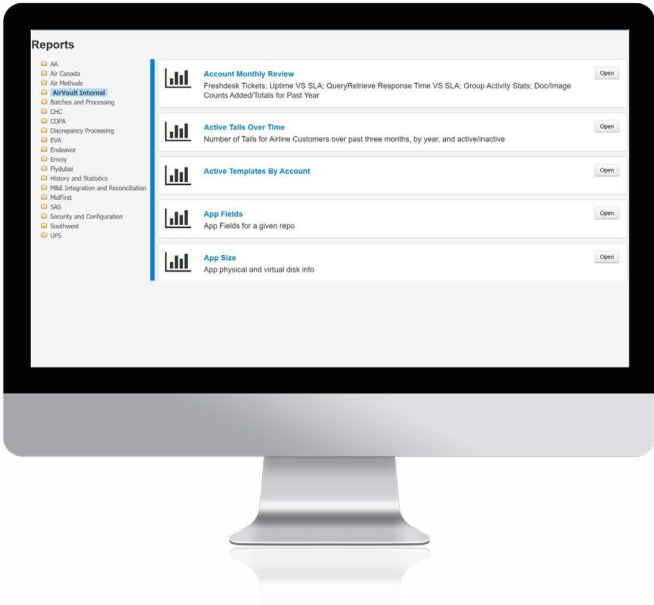 Reports
AA
Air Canada
Air Methods
AirVault Internal
Batches and Processing
CHC
COPA
Discrepancy Processing
EVA
Endeavor
Envoy
Flydubai
History and Statistics
M&E Integration and Reconciliation
MidFirst
SAS
Security and Configuration
Southwest
UPS
Account Monthly Review
Open
Freshdesk Tickets; Uptime VS SLA; QueryRetrieve Response Time VS SLA; Group Activity Stats; Doc/Image
Counts Added/Totals for Past Year
Active Tails Over Time
Open
Number of Tails for Airline Customers over past three months, by year, and active/inactive
Active Templates By Account
Open
App Fields
Open
App Fields for a given repo
App Size
Open
App physical and virtual disk info